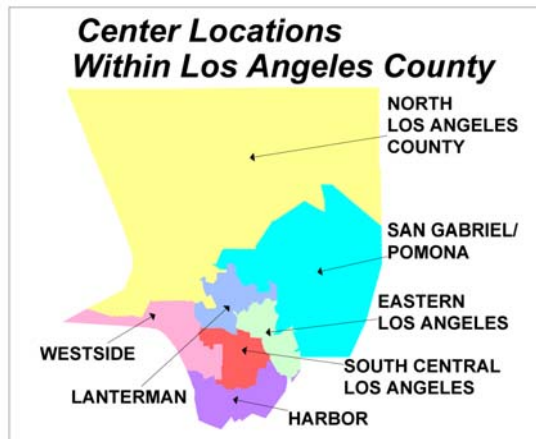 Center Locations
Within Los Angeles County
NORTH
LOS ANGELES
COUNTY
SAN GABRIEL/
POMONA
EASTERN
LOS ANGELES
WESTSIDE
SOUTH CENTRAL
LOS ANGELES
LANTERMAN
HARBOR